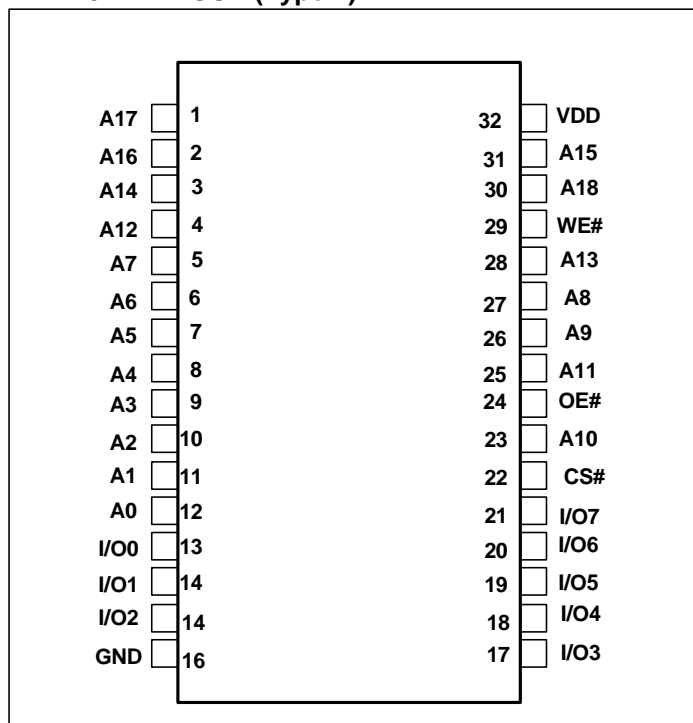 A17 1 32 VDD
A16 2 31 A15
A14 3 30 A18
A12 4 29 WE#
A7 5 28 A13
A6 6 27 A8
A5 7 26 A9
A4 8 25 A11
A3 9 24 OE#
A2 10 23 A10
A1 11 22 CS#
A0 12 21 I/O7
I/O0 13 20 I/O6
I/O1 14 19 I/O5
I/O2 14 18 I/O4
GND 16 17 I/O3